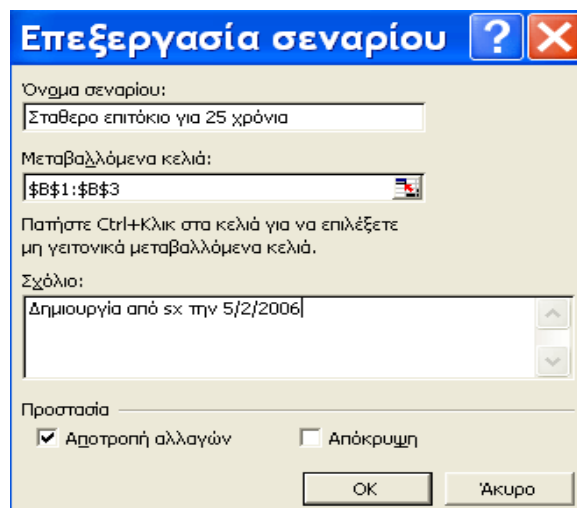 Επεξεργασία σεναρίου
Όνομα σεναρίου:
Σταθερο επιτόκιο για 25 χρόνια
Μεταβαλλόμενα κελιά:
$B$1:$B$3
Πατήστε Ctrl+Κλικ στα κελιά για να επιλέξετε
μη γειτονικά μεταβαλλόμενα κελιά.
Σχόλιο:
Δημιουργία από sx την 5/2/2006
Προστασία
Αποτροπή αλλαγών Απόκρυψη
OK Άκυρο